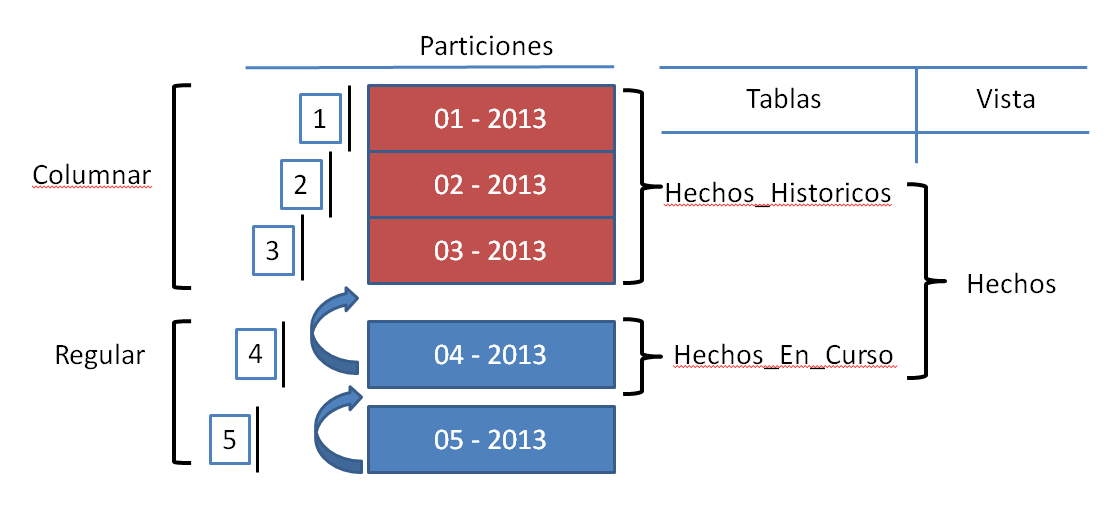 Particiones
Tablas
Vista
Columnar
1
01 - 2013
2
02 - 2013
Hechos_Historicos
3
03 - 2013
Hechos
Regular
4
04 - 2013
Hechos_En_Curso
5
05 - 2013